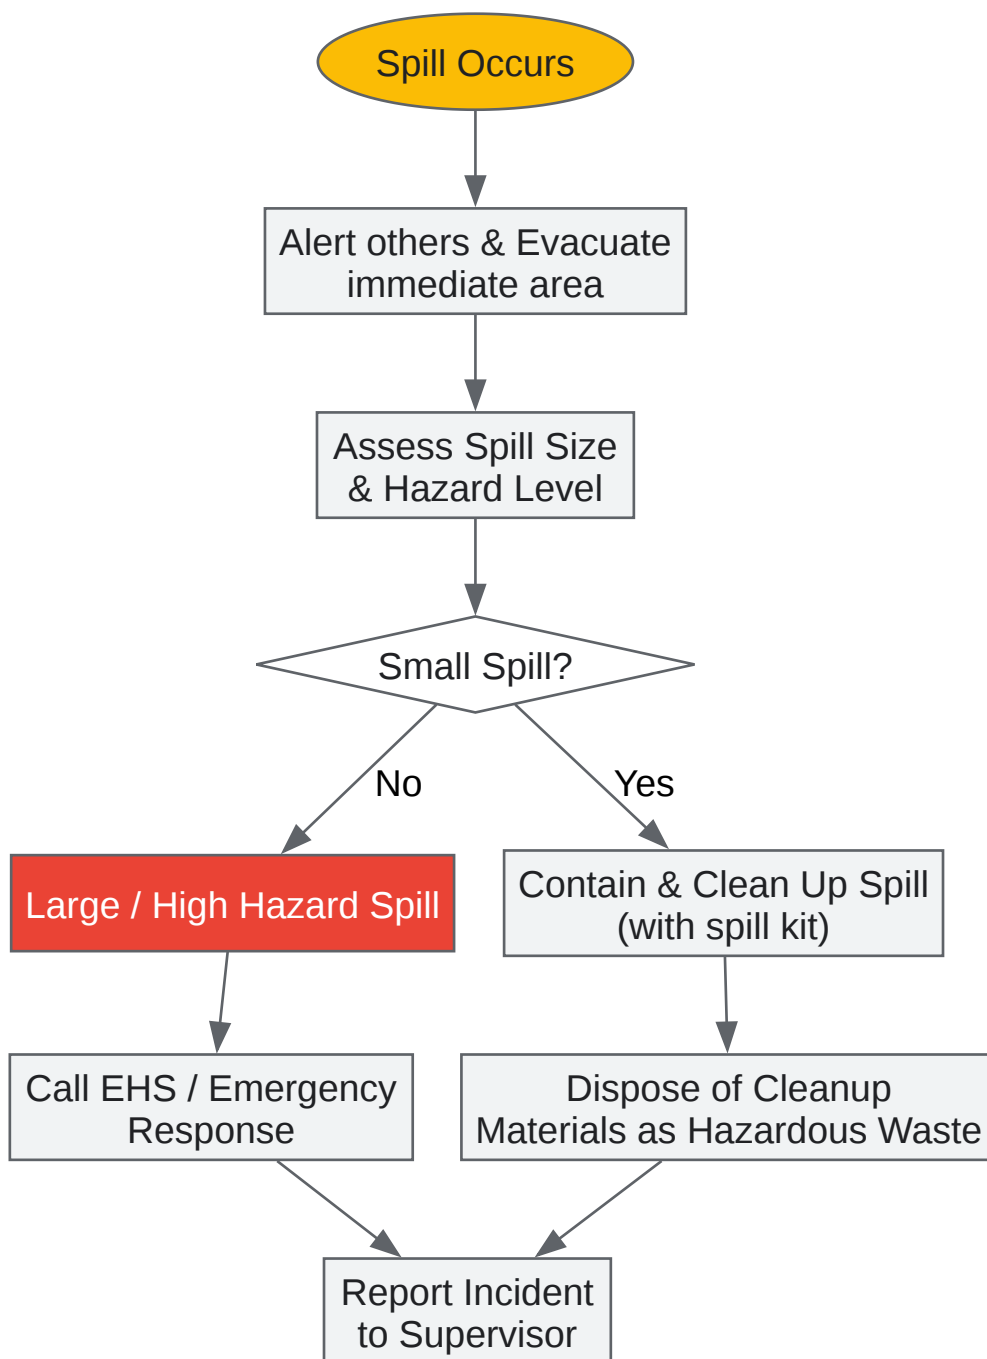 Spill Occurs
Alert others & Evacuate
immediate area
Assess Spill Size
& Hazard Level
Small Spill?
No
Yes
Large / High Hazard Spill
Contain & Clean Up Spill
(with spill kit)
Call EHS / Emergency
Response
Dispose of Cleanup
Materials as Hazardous Waste
Report Incident
to Supervisor